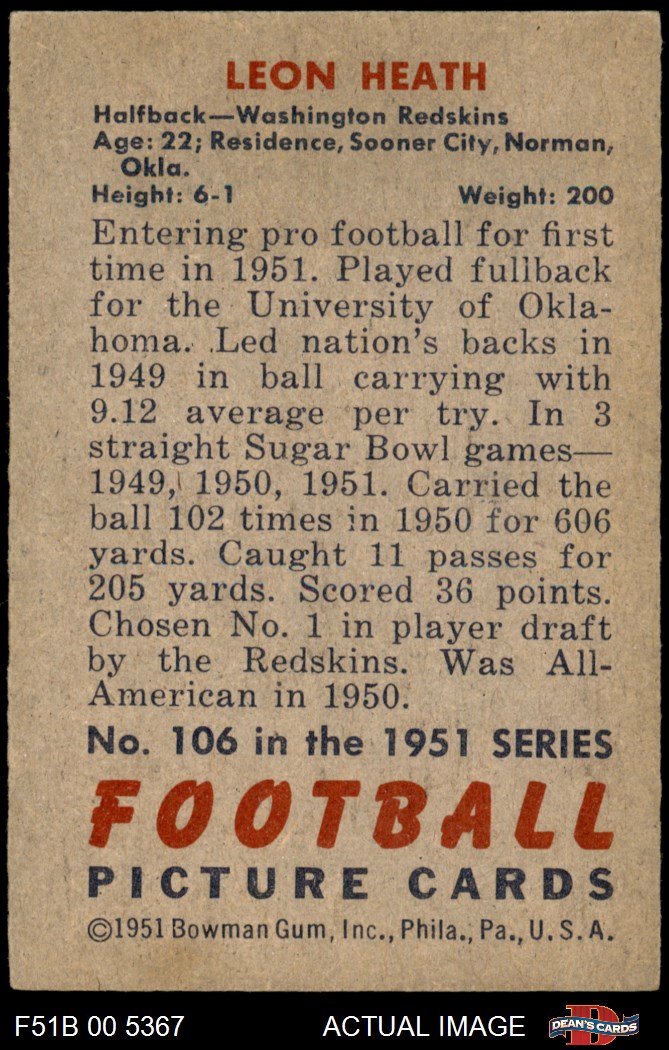 LEON HEATH
Halfback—Washington Redskins
Age: 22; Residence, Sooner City, Norman,
Okla.
Height: 6-1 Weight: 200
Entering pro football for first
time in 1951. Played fullback
for the University of Okla-
homa. Led nation's backs in
1949 in ball carrying with
9.12 average per try. In 3
straight Sugar Bowl games—
1949, 1950, 1951. Carried the
ball 102 times in 1950 for 606
yards. Caught 11 passes for
205 yards. Scored 36 points.
Chosen No. 1 in player draft
by the Redskins. Was All-
American in 1950.
No. 106 in the 1951 SERIES
FOOTBALL
PICTURE CARDS
©1951 Bowman Gum, Inc., Phila., Pa., U.S.A.
F51B 00 5367 ACTUAL IMAGE D DEAN'S CARDS